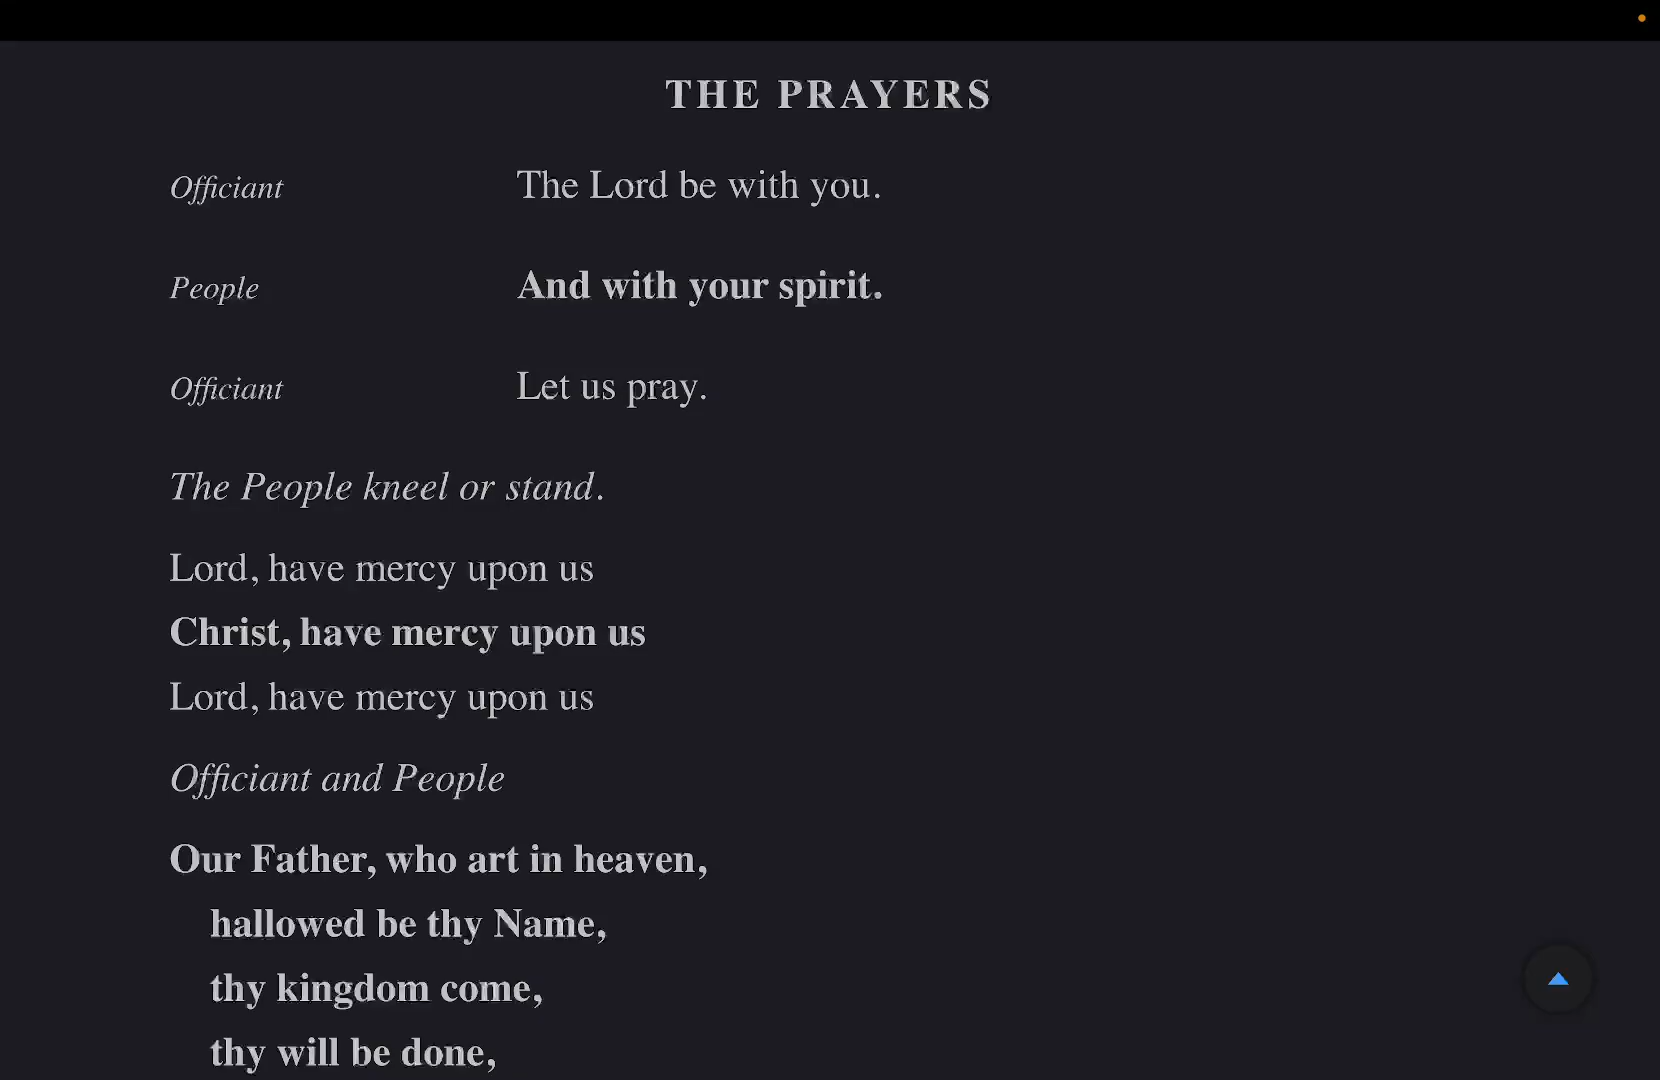 THE PRAYERS
Officiant The Lord be with you.
People And with your spirit.
Officiant Let us pray.
The People kneel or stand.
Lord, have mercy upon us
Christ, have mercy upon us
Lord, have mercy upon us
Officiant and People
Our Father, who art in heaven,
hallowed be thy Name,
thy kingdom come,
thy will be done,